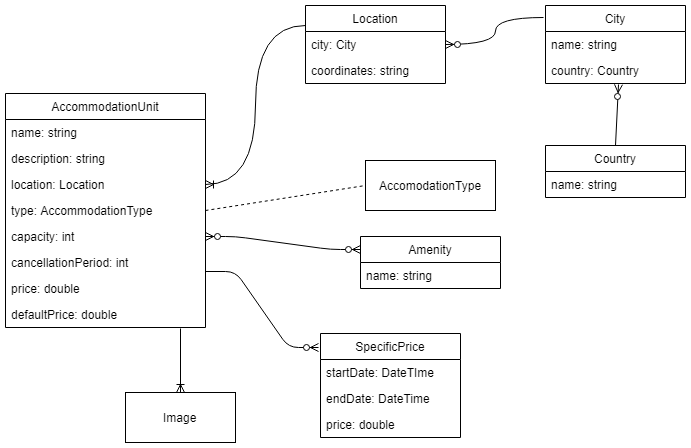 Location
city: City
coordinates: string
City
name: string
country: Country
AccommodationUnit
name: string
description: string
location: Location
type: AccommodationType
capacity: int
cancellationPeriod: int
price: double
defaultPrice: double
Country
name: string
AccomodationType
Amenity
name: string
SpecificPrice
startDate: DateTIme
endDate: DateTime
price: double
Image